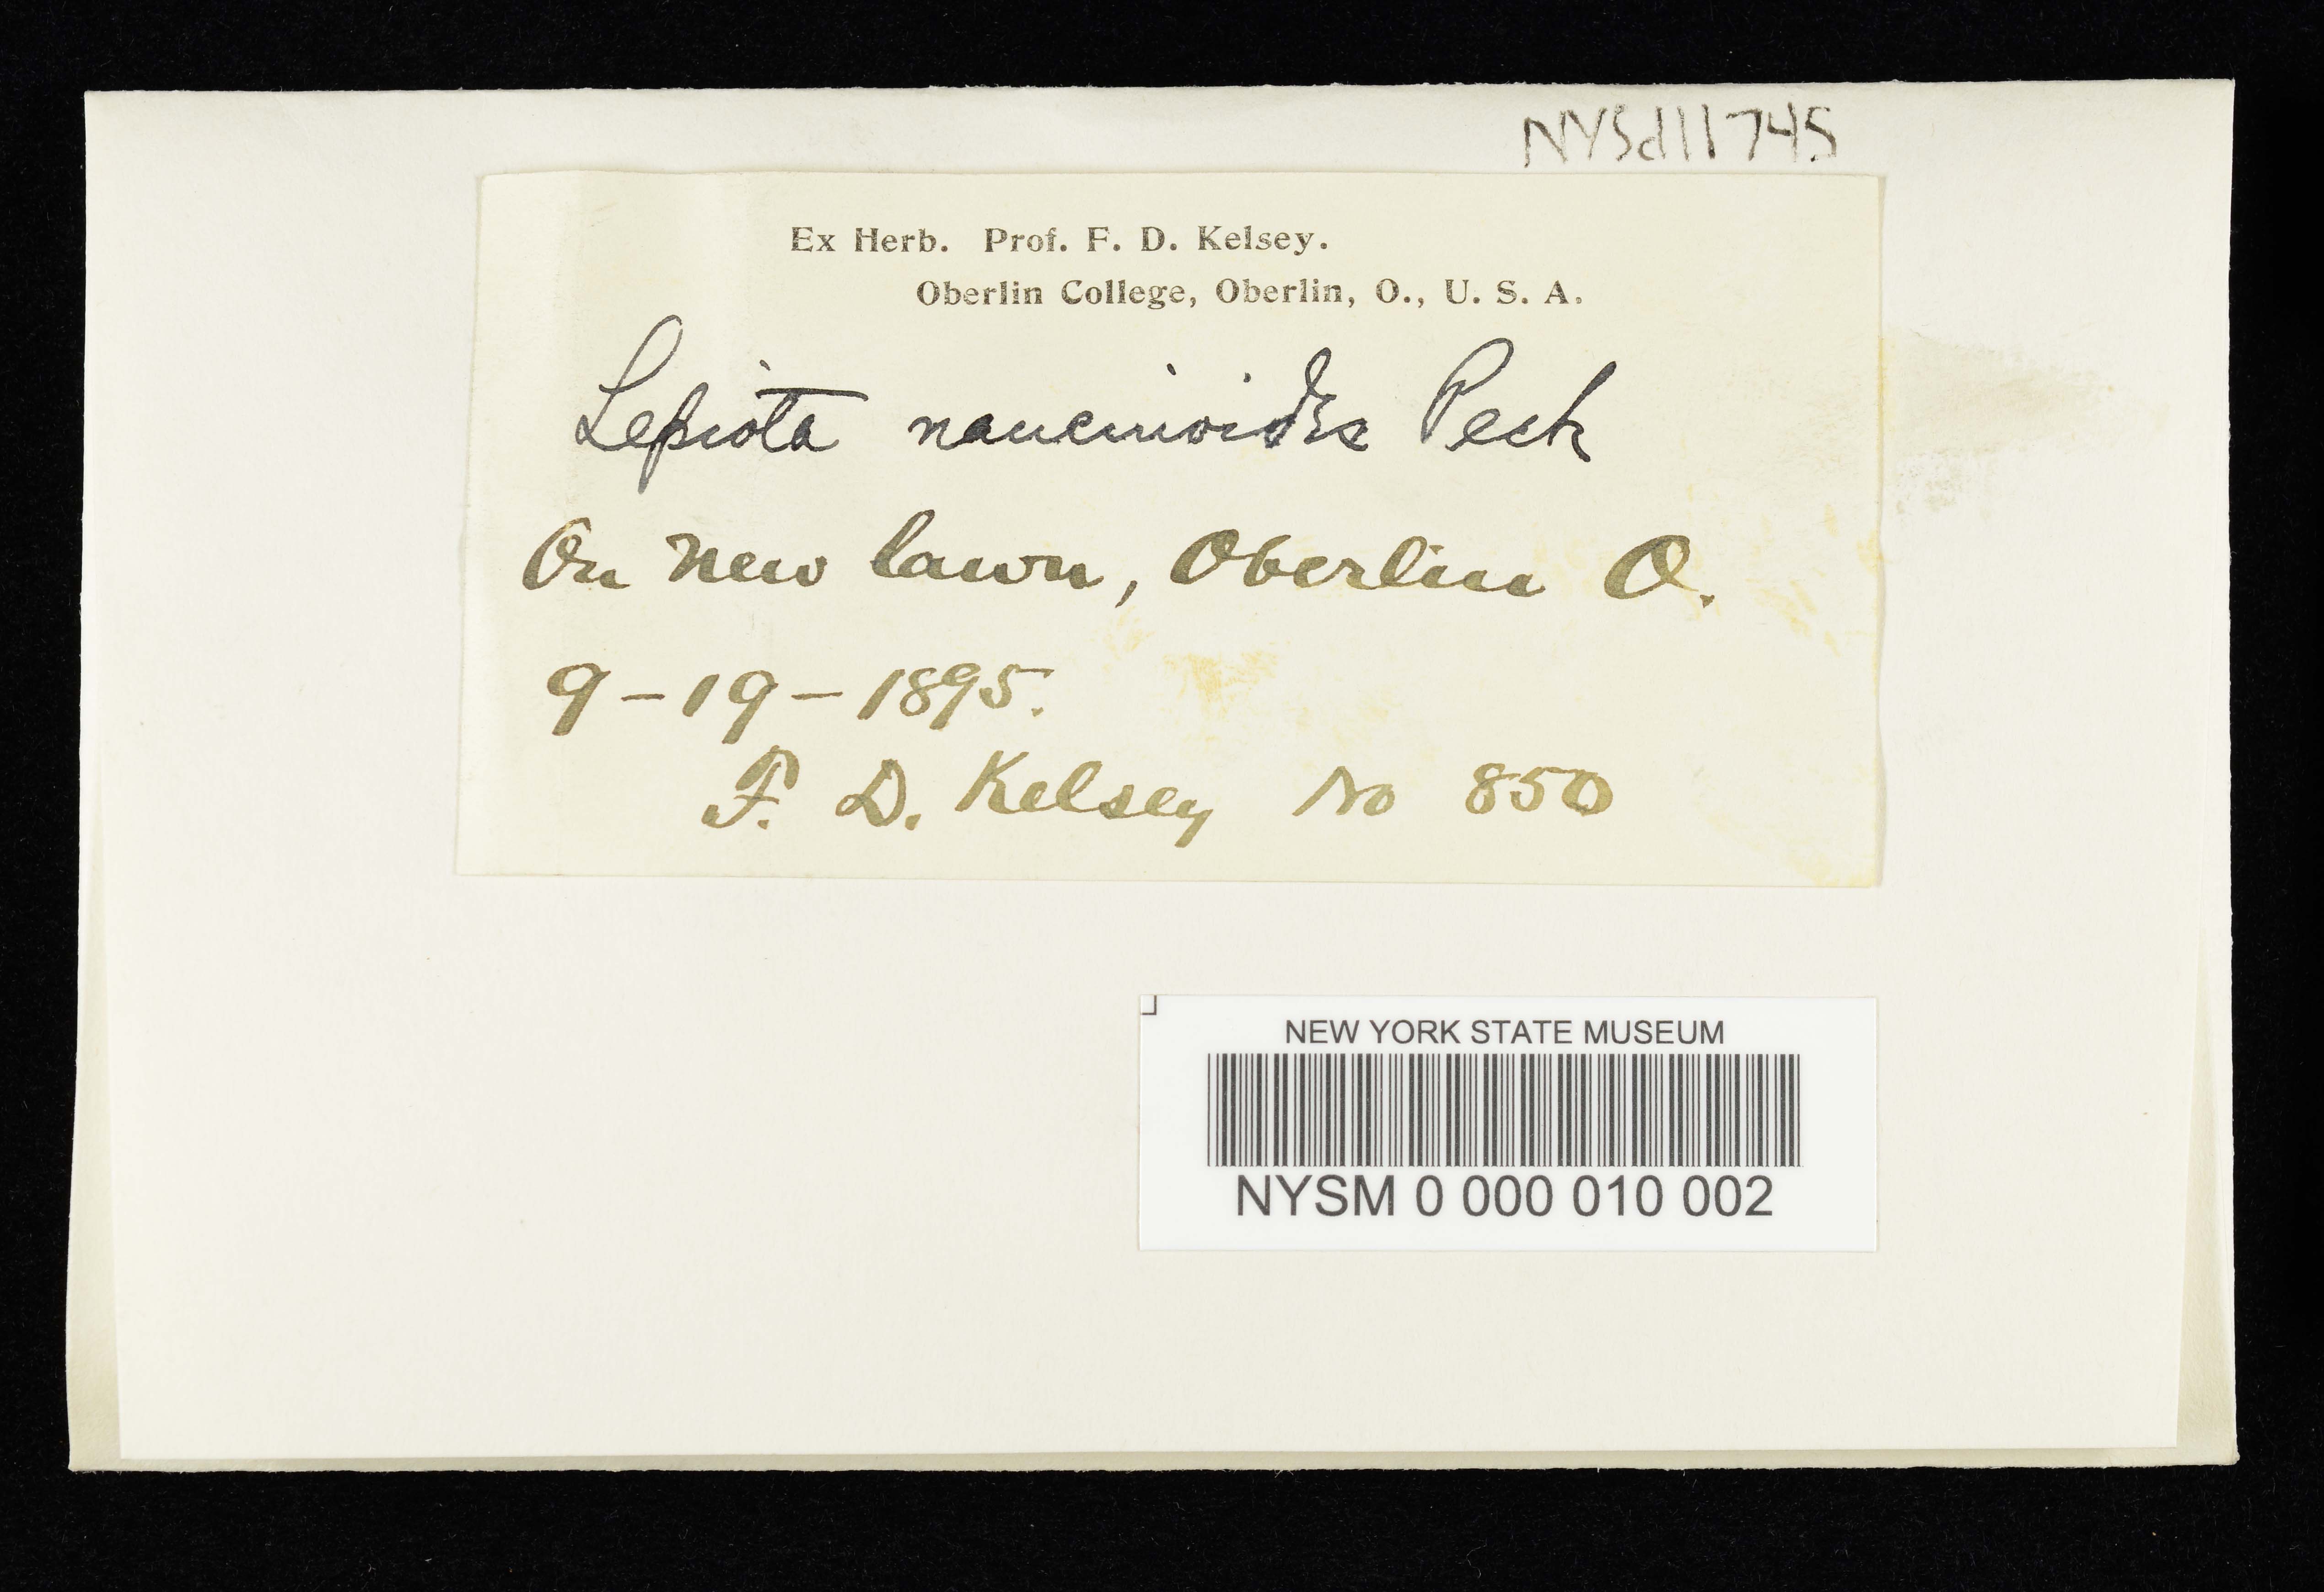 NYSd11745
Ex Herb. Prof. F. D. Kelsey.
Oberlin College, Oberlin, O., U. S. A.
Lepiota naucinoides Peck
On new lawn, Oberlin O.
9-19-1895.
F. D. Kelsey No 850
NEW YORK STATE MUSEUM
NYSM 0 000 010 002